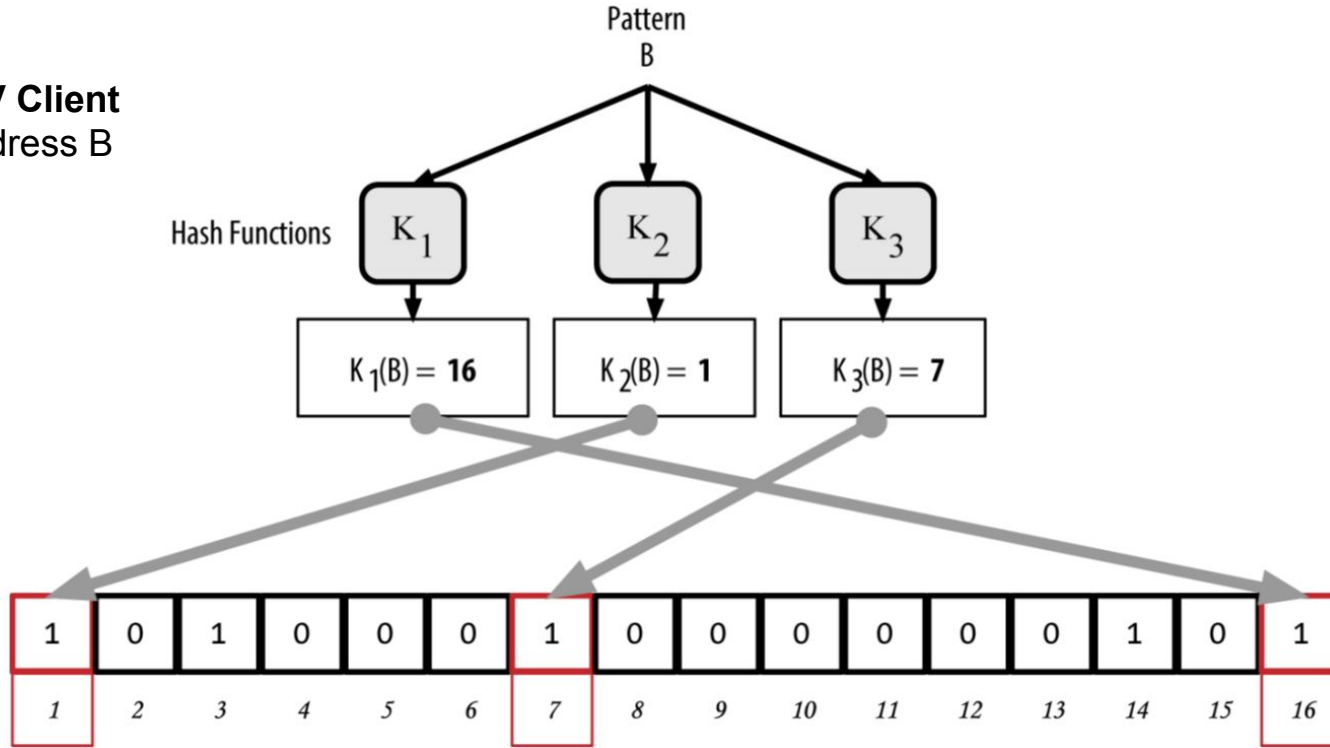 Pattern
B
Client
B
Hash Functions
K1
K2
K3
K1(B) = 16
K2(B) = 1
K3(B) = 7
1 0 1 0 0 0 1 0 0 0 0 0 0 1 0 1
1 2 3 4 5 6 7 8 9 10 11 12 13 14 15 16